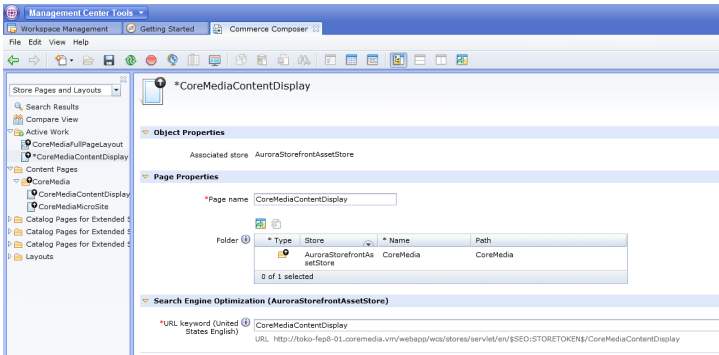 Management Center Tools
Workspace Management
Getting Started
Commerce Composer
File Edit View Help
Store Pages and Layouts
Search Results
Compare View
Active Work
CoreMediaFullPageLayout
*CoreMediaContentDisplay
Content Pages
CoreMedia
CoreMediaContentDisplay
CoreMediaMicroSite
Catalog Pages for Extended S
Catalog Pages for Extended S
Catalog Pages for Extended S
Layouts
*CoreMediaContentDisplay
Object Properties
Associated store AuroraStorefrontAssetStore
Page Properties
*Page name CoreMediaContentDisplay
Folder
* Type Store * Name Path
AuroraStorefrontAs
setStore
CoreMedia CoreMedia
0 of 1 selected
Search Engine Optimization (AuroraStorefrontAssetStore)
*URL keyword (United
States English)
CoreMediaContentDisplay
URL http://toko-fep8-01.coremedia.vm/webapp/wcs/stores/servlet/en/$SEO:STORETOKEN$/CoreMediaContentDisplay